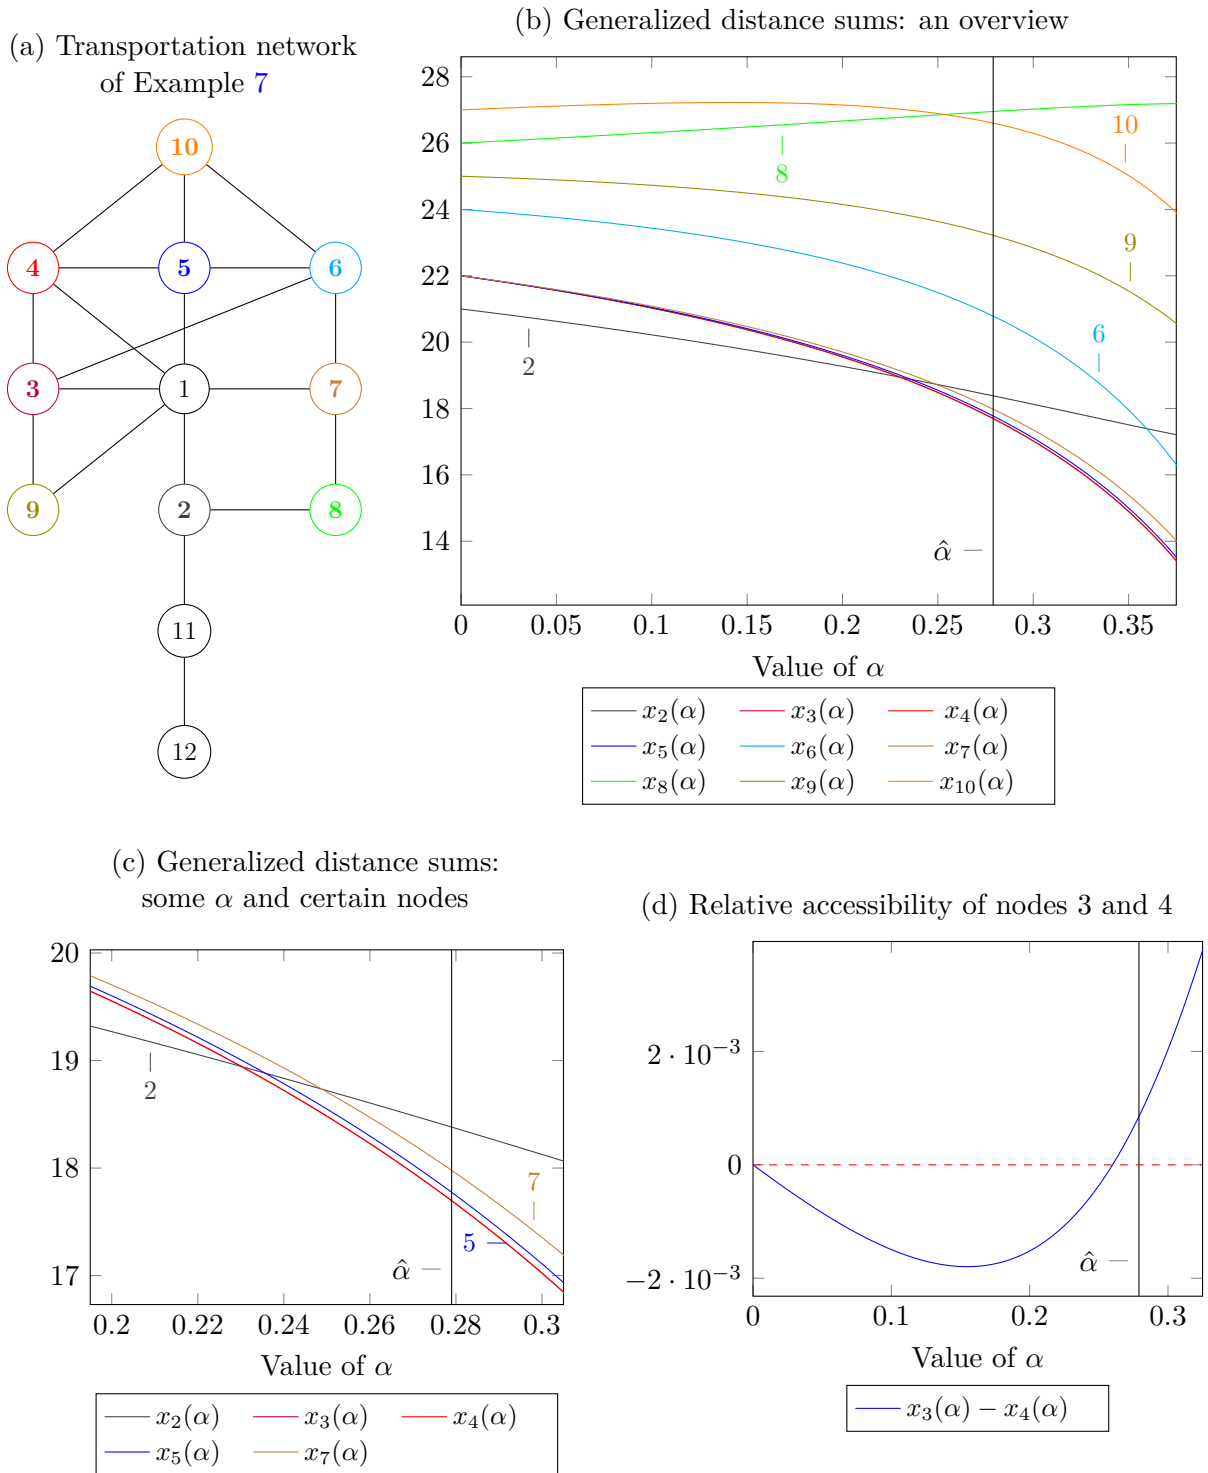 (a) Transportation network
of Example 7
10
4
5
6
3
1
7
9
2
8
11
12
(b) Generalized distance sums: an overview
28
26
24
22
20
18
16
14
10
8
9
6
2
α̂
0 0.05 0.1 0.15 0.2 0.25 0.3 0.35
Value of α
x₂(α) x₃(α) x₄(α)
x₅(α) x₆(α) x₇(α)
x₈(α) x₉(α) x₁₀(α)
(c) Generalized distance sums:
some α and certain nodes
20
19
18
17
2
7
5
α̂
0.2 0.22 0.24 0.26 0.28 0.3
Value of α
x₂(α) x₃(α) x₄(α)
x₅(α) x₇(α)
(d) Relative accessibility of nodes 3 and 4
2 · 10⁻³
0
−2 · 10⁻³
α̂
0 0.1 0.2 0.3
Value of α
x₃(α) − x₄(α)